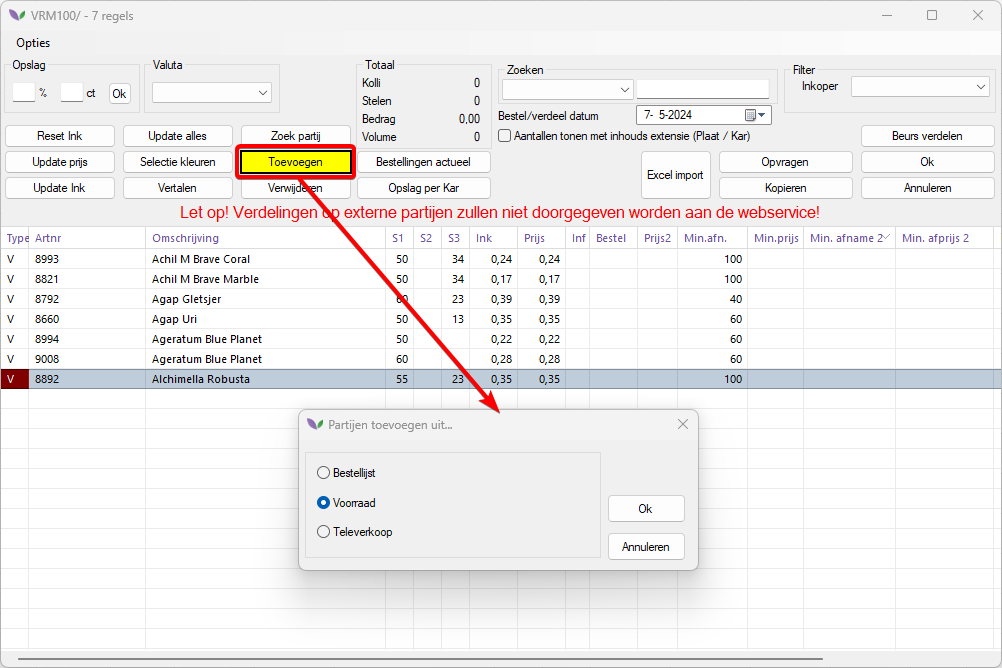 VRM100/ - 7 regels
Opties
Opslag
% ct Ok
Valuta
Totaal
Kolli 0
Stelen 0
Bedrag 0,00
Volume 0
Zoeken
Filter
Inkoper
Bestel/verdeel datum 7- 5-2024
Aantallen tonen met inhouds extensie (Plaat / Kar)
Reset Ink Update alles Zoek partij Beurs verdelen
Update prijs Selectie kleuren Toevoegen Bestellingen actueel Excel import Opvragen Ok
Update Ink Vertalen Verwijderen Opslag per Kar Kopieren Annuleren
Let op! Verdelingen op externe partijen zullen niet doorgegeven worden aan de webservice!
Type Artnr Omschrijving S1 S2 S3 Ink Prijs Inf Bestel Prijs2 Min.afn. Min.prijs Min. afname 2 Min. afprijs 2
V 8993 Achil M Brave Coral 50 34 0,24 0,24 100
V 8821 Achil M Brave Marble 50 34 0,17 0,17 100
V 8792 Agap Gletsjer 60 23 0,39 0,39 40
V 8660 Agap Uri 50 13 0,35 0,35 60
V 8994 Ageratum Blue Planet 50 0,22 0,22 60
V 9008 Ageratum Blue Planet 60 0,28 0,28 60
V 8892 Alchimella Robusta 55 23 0,35 0,35 100
Partijen toevoegen uit...
Bestellijst
Voorraad
Televerkoop
Ok
Annuleren